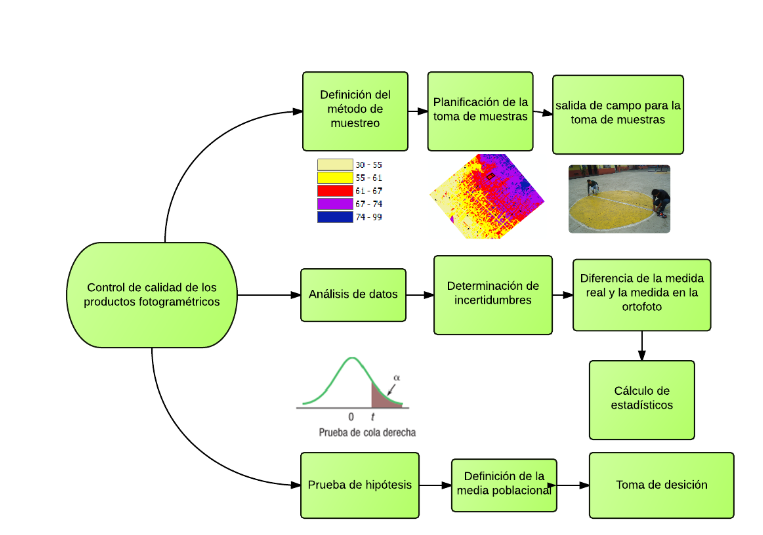 Definición del
método de
muestreo
Planificación de la
toma de muestras
salida de campo para la
toma de muestras
30 - 55
55 - 61
61 - 67
67 - 74
74 - 99
Control de calidad de los
productos fotogramétricos
Análisis de datos
Determinación de
incertidumbres
Diferencia de la medida
real y la medida en la
ortofoto
Cálculo de
estadísticos
α
0 t
Prueba de cola derecha
Prueba de hipótesis
Definición de la
media poblacional
Toma de desición